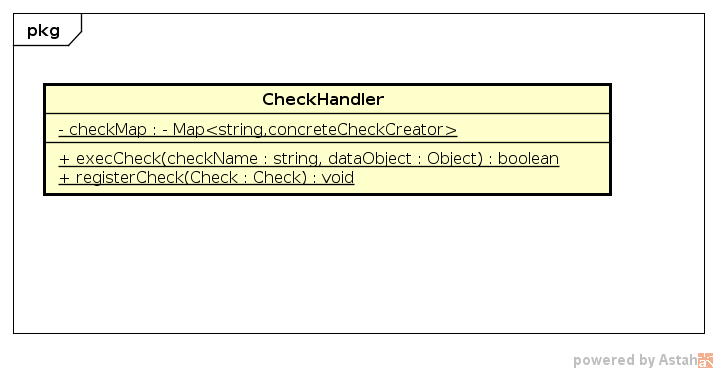 pkg
CheckHandler
- checkMap : - Map<string,concreteCheckCreator>
+ execCheck(checkName : string, dataObject : Object) : boolean
+ registerCheck(Check : Check) : void
powered by Astah